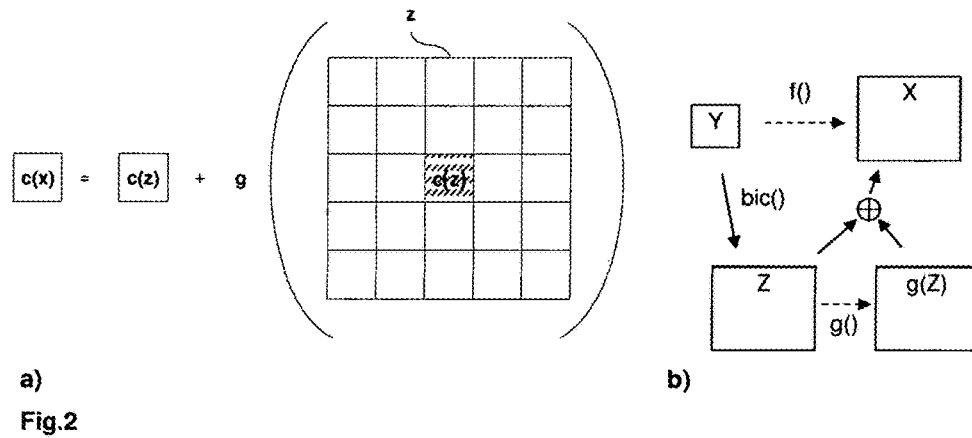 z
c(x) = c(z) + g c(z)
Y f() X
bic()
⊕
Z g() g(Z)
a)
b)
Fig.2